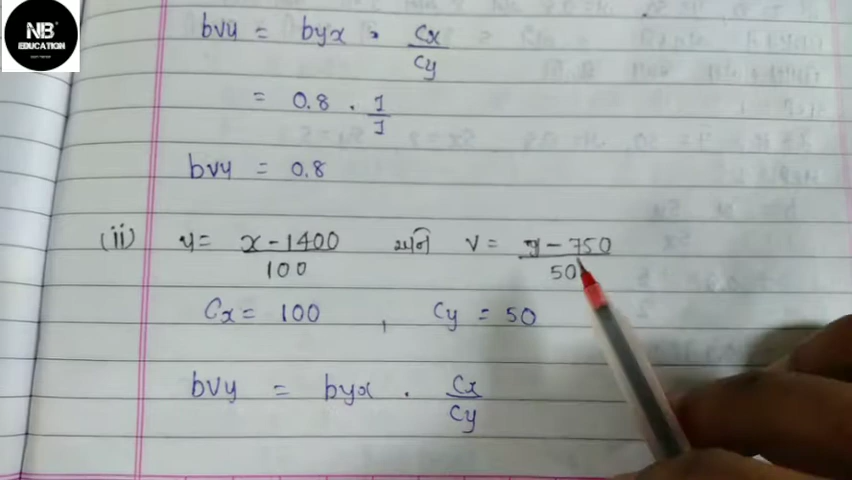 NB
EDUCATION
bvu = byx . Cx/Cy
= 0.8 . 1/1
bvu = 0.8
(ii) u = x - 1400/100 અને v = y - 750/50
Cx = 100 , Cy = 50
bvu = byx . Cx/Cy